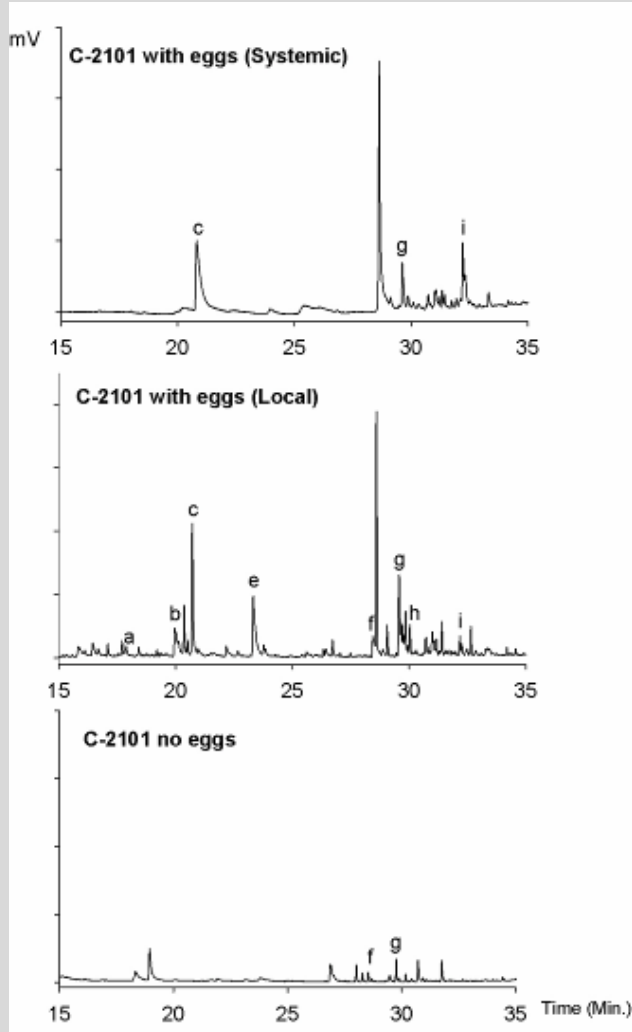 mV
C-2101 with eggs (Systemic)
c
g
i
15 20 25 30 35
C-2101 with eggs (Local)
a
b
c
e
f
g
h
i
15 20 25 30 35
C-2101 no eggs
f
g
15 20 25 30 35 Time (Min.)